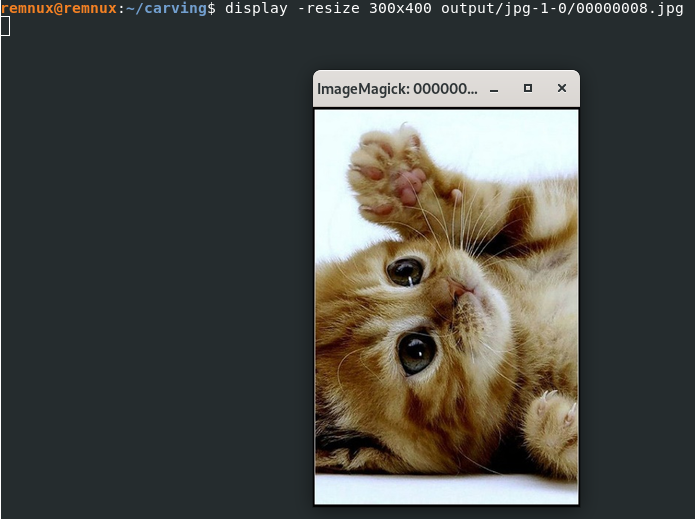 remnux@remnux:~/carving$ display -resize 300x400 output/jpg-1-0/00000008.jpg
ImageMagick: 000000...